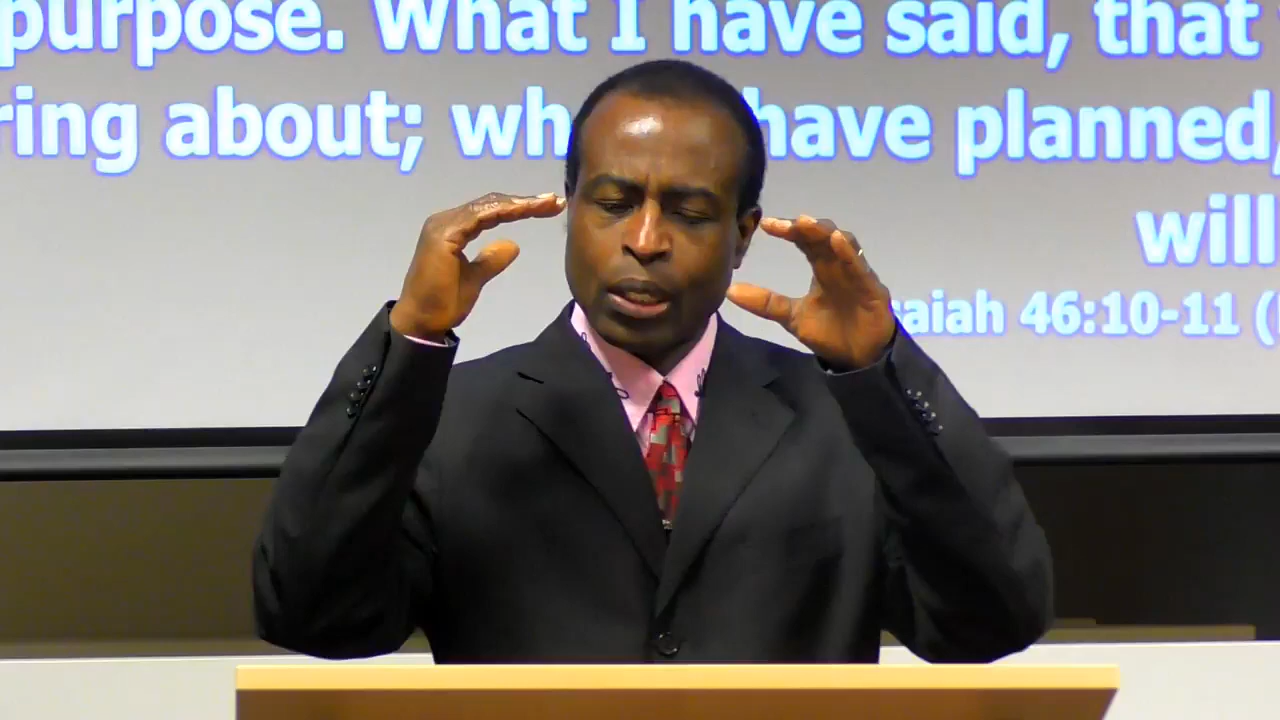 purpose. What I have said, that
ring about; wh have planned,
will
saiah 46:10-11 (